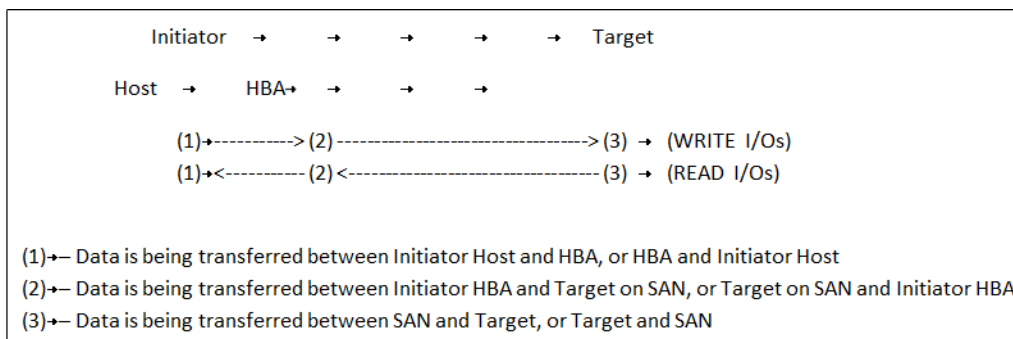 Initiator → → → → → Target
Host → HBA→ → → →
(1)→-----------> (2) -----------------------------------> (3) → (WRITE I/Os)
(1)→<----------- (2) <----------------------------------- (3) → (READ I/Os)
(1)→– Data is being transferred between Initiator Host and HBA, or HBA and Initiator Host
(2)→– Data is being transferred between Initiator HBA and Target on SAN, or Target on SAN and Initiator HBA
(3)→– Data is being transferred between SAN and Target, or Target and SAN